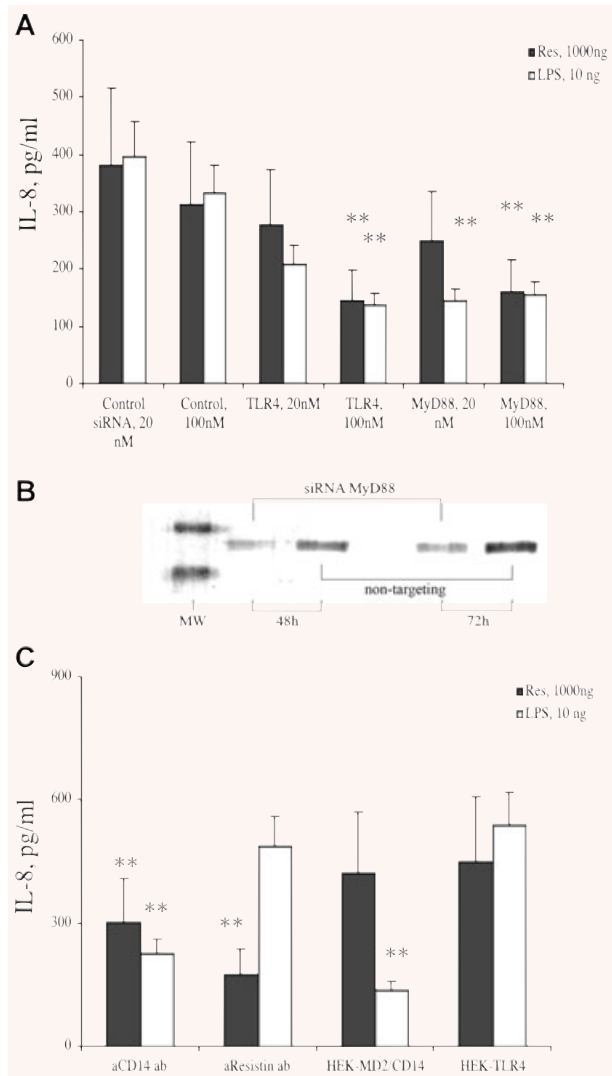 A
600
500
400
300
200
100
0
IL-8, pg/ml
Res, 1000ng
LPS, 10 ng
**
**
**
**
**
Control
siRNA, 20
nM
Control,
100nM
TLR4, 20nM
TLR4,
100nM
MyD88, 20
nM
MyD88,
100nM
B
siRNA MyD88
non-targeting
MW
48h
72h
C
900
600
300
0
IL-8, pg/ml
Res, 1000ng
LPS, 10 ng
**
**
**
**
aCD14 ab
aResistin ab
HEK-MD2/CD14
HEK-TLR4